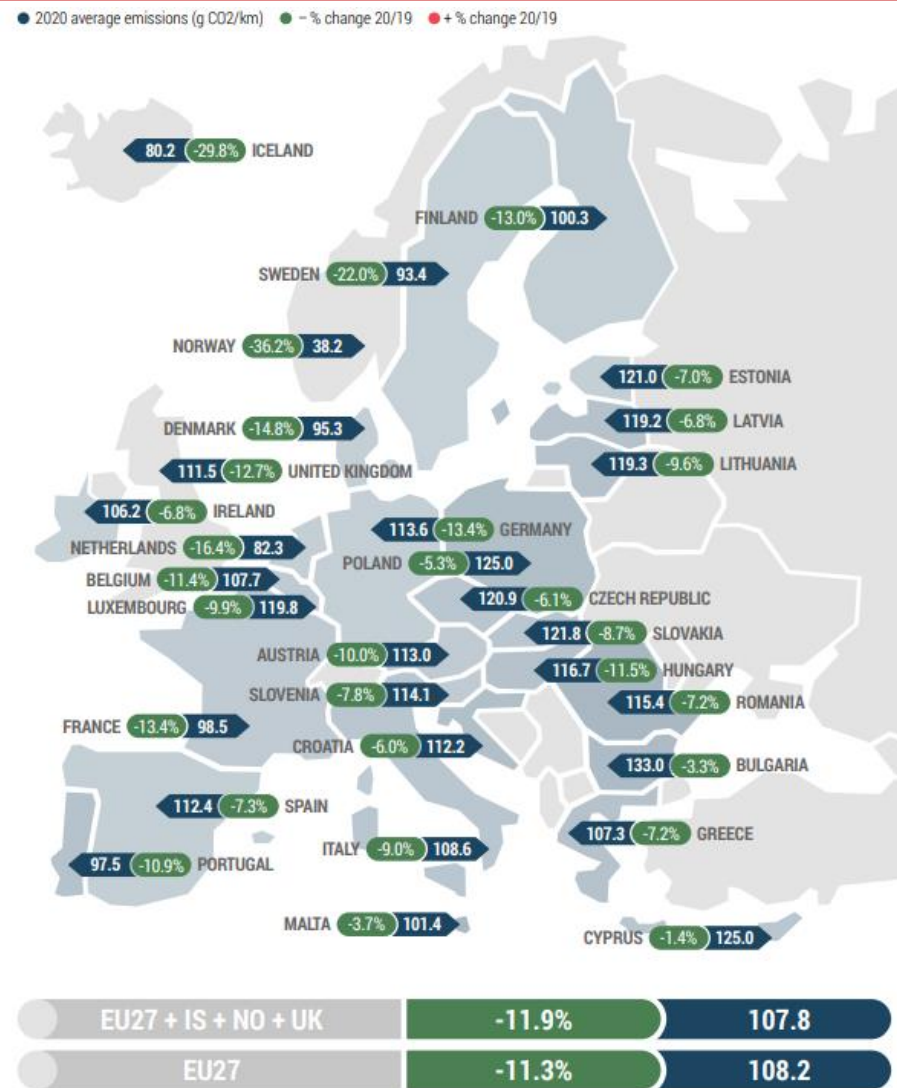 2020 average emissions (g CO2/km) – % change 20/19 + % change 20/19
80.2 -29.8% ICELAND
FINLAND -13.0% 100.3
SWEDEN -22.0% 93.4
NORWAY -36.2% 38.2
121.0 -7.0% ESTONIA
119.2 -6.8% LATVIA
DENMARK -14.8% 95.3
119.3 -9.6% LITHUANIA
111.5 -12.7% UNITED KINGDOM
106.2 -6.8% IRELAND
113.6 -13.4% GERMANY
NETHERLANDS -16.4% 82.3
POLAND -5.3% 125.0
BELGIUM -11.4% 107.7
120.9 -6.1% CZECH REPUBLIC
LUXEMBOURG -9.9% 119.8
121.8 -8.7% SLOVAKIA
AUSTRIA -10.0% 113.0
116.7 -11.5% HUNGARY
SLOVENIA -7.8% 114.1
115.4 -7.2% ROMANIA
FRANCE -13.4% 98.5
CROATIA -6.0% 112.2
133.0 -3.3% BULGARIA
112.4 -7.3% SPAIN
107.3 -7.2% GREECE
ITALY -9.0% 108.6
97.5 -10.9% PORTUGAL
MALTA -3.7% 101.4
CYPRUS -1.4% 125.0
EU27 + IS + NO + UK -11.9% 107.8
EU27 -11.3% 108.2